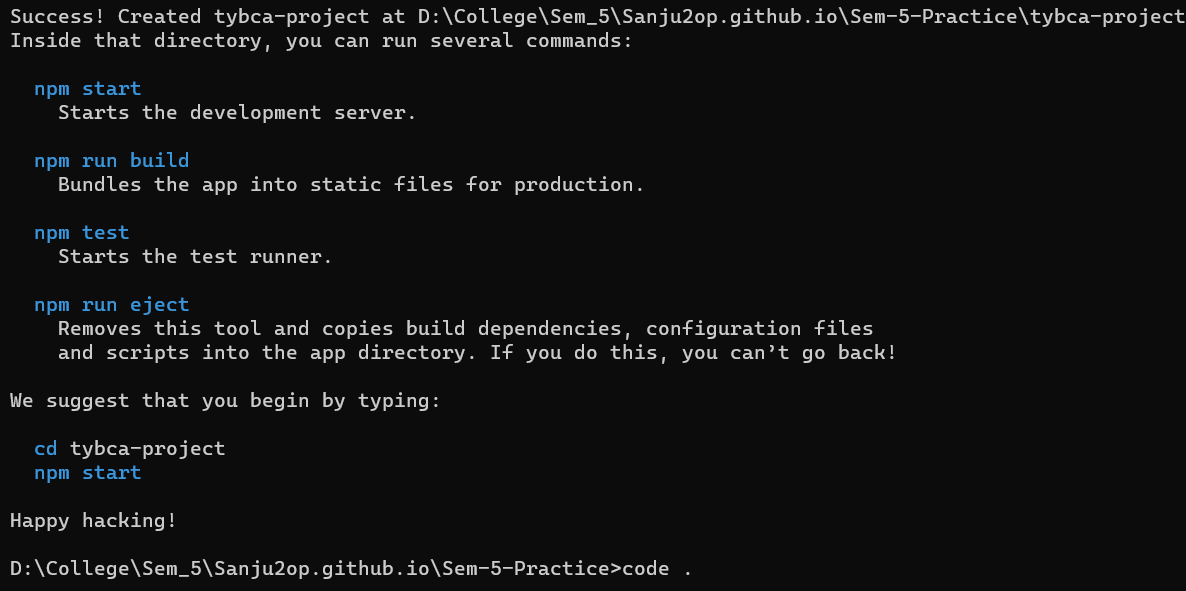 Success! Created tybca-project at D:\College\Sem_5\Sanju2op.github.io\Sem-5-Practice\tybca-project
Inside that directory, you can run several commands:
npm start
Starts the development server.
npm run build
Bundles the app into static files for production.
npm test
Starts the test runner.
npm run eject
Removes this tool and copies build dependencies, configuration files
and scripts into the app directory. If you do this, you can’t go back!
We suggest that you begin by typing:
cd tybca-project
npm start
Happy hacking!
D:\College\Sem_5\Sanju2op.github.io\Sem-5-Practice>code .